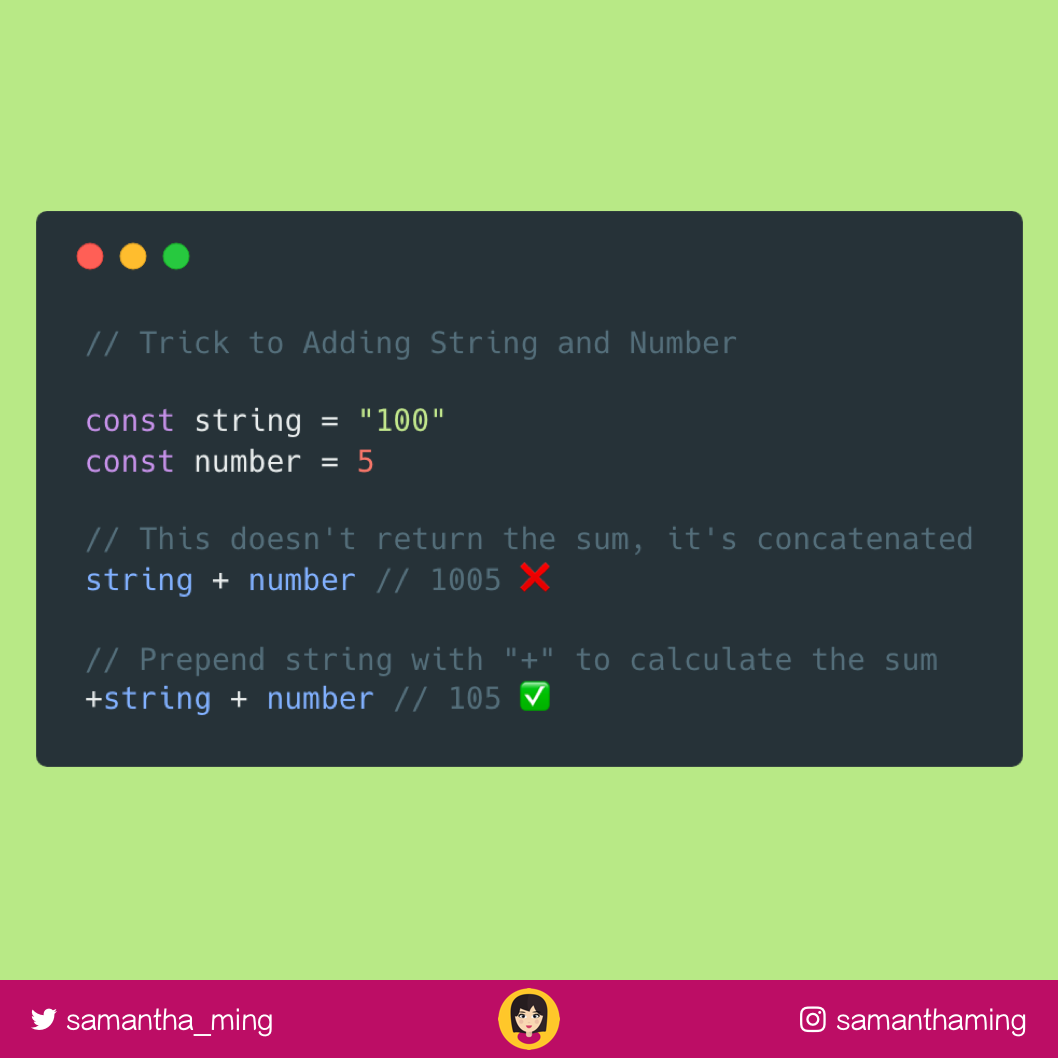 // Trick to Adding String and Number
const string = "100"
const number = 5
// This doesn't return the sum, it's concatenated
string + number // 1005 ❌
// Prepend string with "+" to calculate the sum
+string + number // 105 ✅
samantha_ming
samanthaming